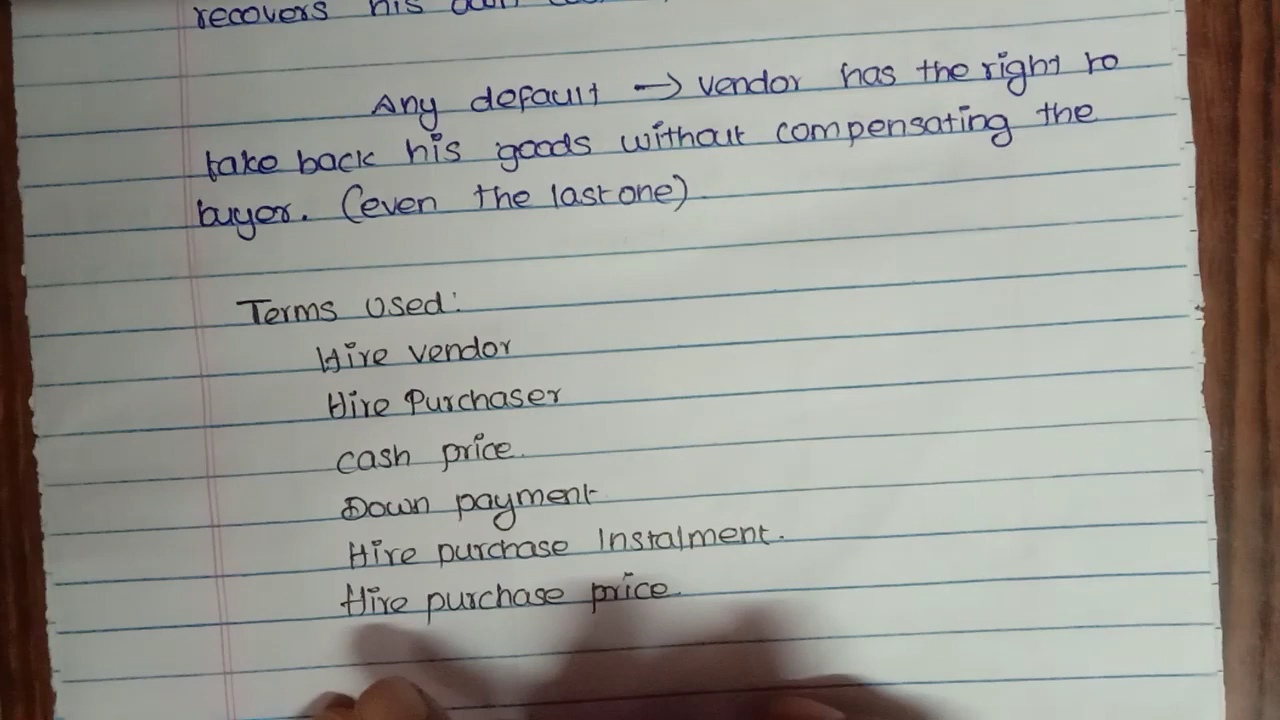 recovers his own
Any default → vendor has the right to
take back his goods without compensating the
buyer. (even the last one)
Terms Used:
Hire vendor
Hire Purchaser
cash price.
Down payment
Hire purchase Instalment.
Hire purchase price.